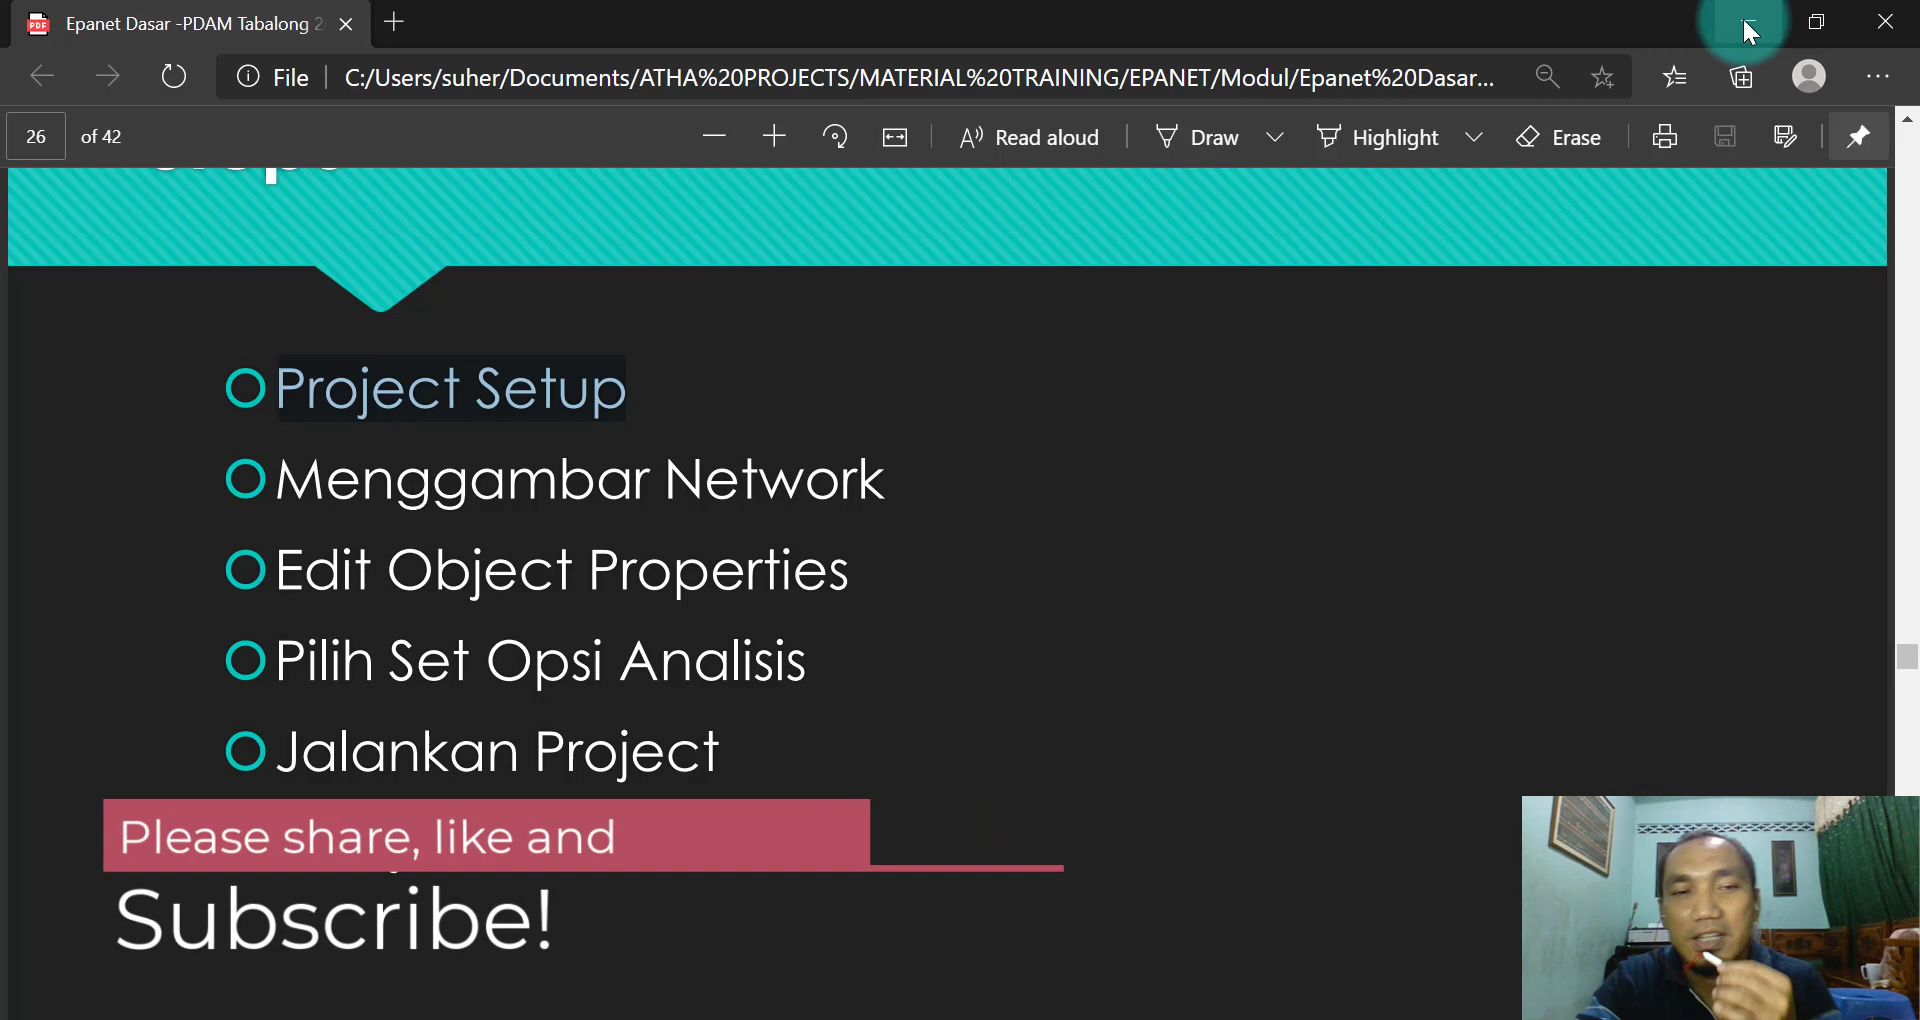 Epanet Dasar -PDAM Tabalong 2
File
C:/Users/suher/Documents/ATHA%20PROJECTS/MATERIAL%20TRAINING/EPANET/Modul/Epanet%20Dasar...
26 of 42
Read aloud
Draw
Highlight
Erase
Project Setup
Menggambar Network
Edit Object Properties
Pilih Set Opsi Analisis
Jalankan Project
Please share, like and
Subscribe!